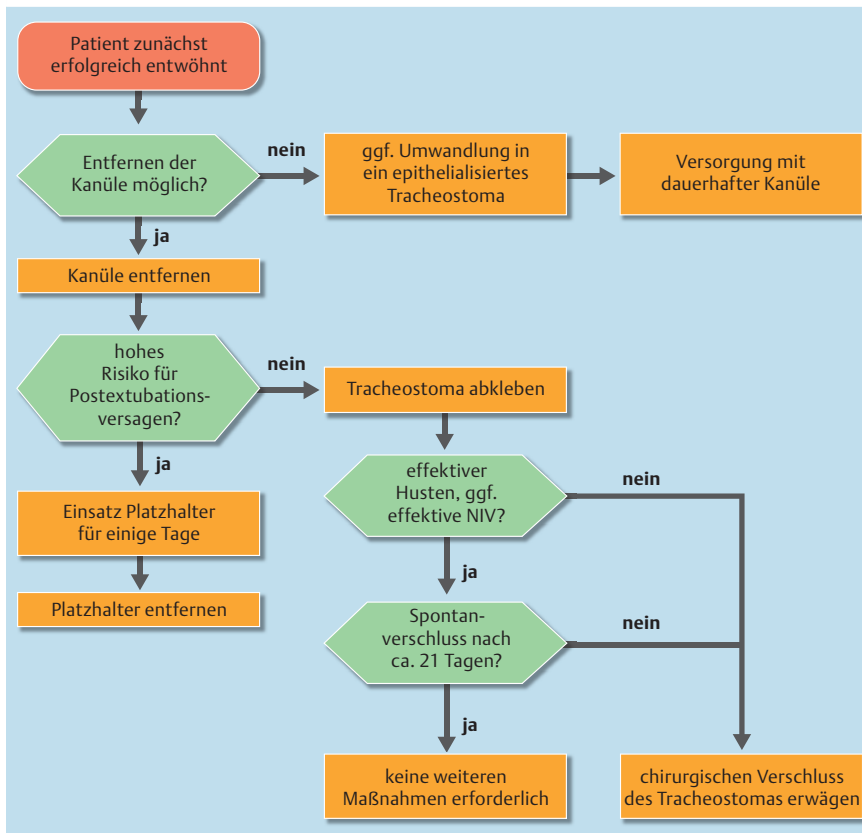 Patient zunächst
erfolgreich entwöhnt
Entfernen der
Kanüle möglich?
nein
ggf. Umwandlung in
ein epithelialisiertes
Tracheostoma
Versorgung mit
dauerhafter Kanüle
ja
Kanüle entfernen
hohes
Risiko für
Postextubations-
versagen?
nein
Tracheostoma abkleben
ja
Einsatz Platzhalter
für einige Tage
Platzhalter entfernen
effektiver
Husten, ggf.
effektive NIV?
nein
ja
Spontan-
verschluss nach
ca. 21 Tagen?
nein
ja
keine weiteren
Maßnahmen erforderlich
chirurgischen Verschluss
des Tracheostomas erwägen